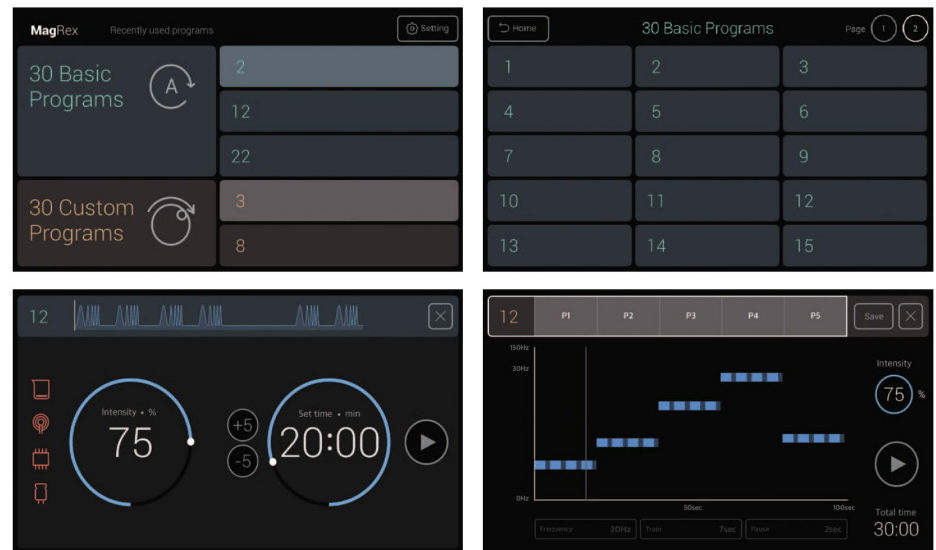 MagRex Recently used programs Setting
30 Basic
Programs
A
2
12
22
30 Custom
Programs
3
8
Home 30 Basic Programs Page 1 2
1 2 3
4 5 6
7 8 9
10 11 12
13 14 15
12
Intensity • %
75
+5
-5
Set time • min
20:00
12 P1 P2 P3 P4 P5 Save
150Hz
30Hz
0Hz
50sec 100sec
Intensity
75 %
Frequency 20Hz Train 7sec Pause 2sec
Total time
30:00